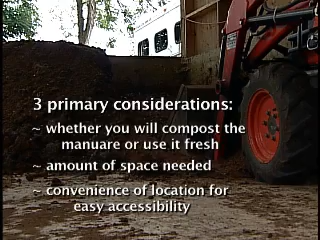 3 primary considerations:
~ whether you will compost the
manuare or use it fresh
~ amount of space needed
~ convenience of location for
easy accessibility